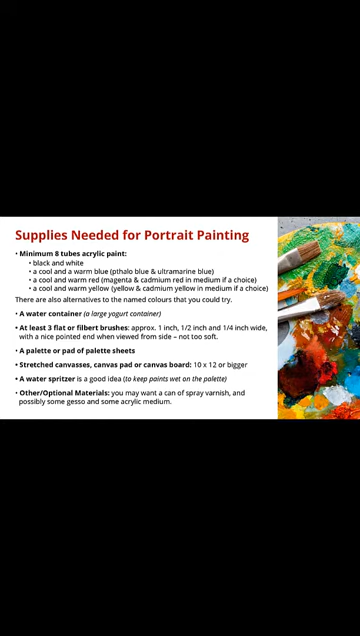 Supplies Needed for Portrait Painting
• Minimum 8 tubes acrylic paint:
• black and white
• a cool and a warm blue (pthalo blue & ultramarine blue)
• a cool and warm red (magenta & cadmium red in medium if a choice)
• a cool and warm yellow (yellow & cadmium yellow in medium if a choice)
There are also alternatives to the named colours that you could try.
• A water container (a large yogurt container)
• At least 3 flat or filbert brushes: approx. 1 inch, 1/2 inch and 1/4 inch wide,
with a nice pointed end when viewed from side – not too soft.
• A palette or pad of palette sheets
• Stretched canvasses, canvas pad or canvas board: 10 x 12 or bigger
• A water spritzer is a good idea (to keep paints wet on the palette)
• Other/Optional Materials: you may want a can of spray varnish, and
possibly some gesso and some acrylic medium.